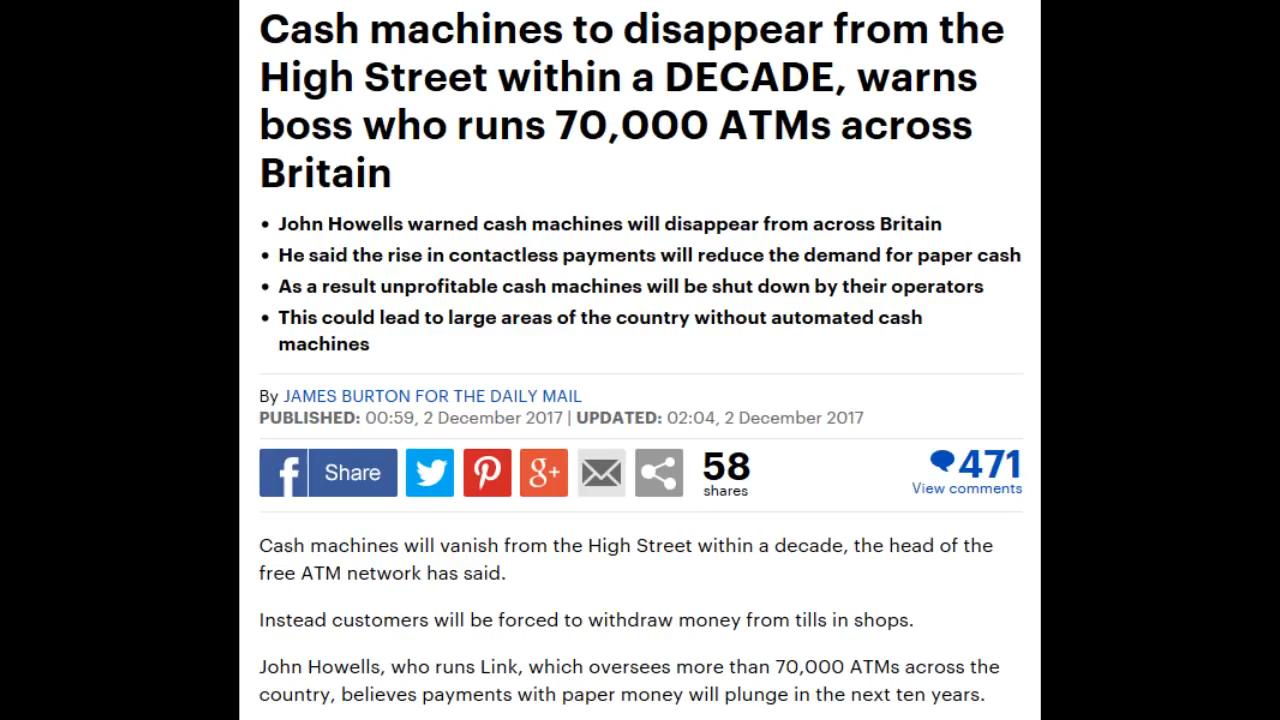 Cash machines to disappear from the
High Street within a DECADE, warns
boss who runs 70,000 ATMs across
Britain
• John Howells warned cash machines will disappear from across Britain
• He said the rise in contactless payments will reduce the demand for paper cash
• As a result unprofitable cash machines will be shut down by their operators
• This could lead to large areas of the country without automated cash
machines
By JAMES BURTON FOR THE DAILY MAIL
PUBLISHED: 00:59, 2 December 2017 | UPDATED: 02:04, 2 December 2017
f Share g+ 58 471
shares View comments
Cash machines will vanish from the High Street within a decade, the head of the
free ATM network has said.
Instead customers will be forced to withdraw money from tills in shops.
John Howells, who runs Link, which oversees more than 70,000 ATMs across the
country, believes payments with paper money will plunge in the next ten years.